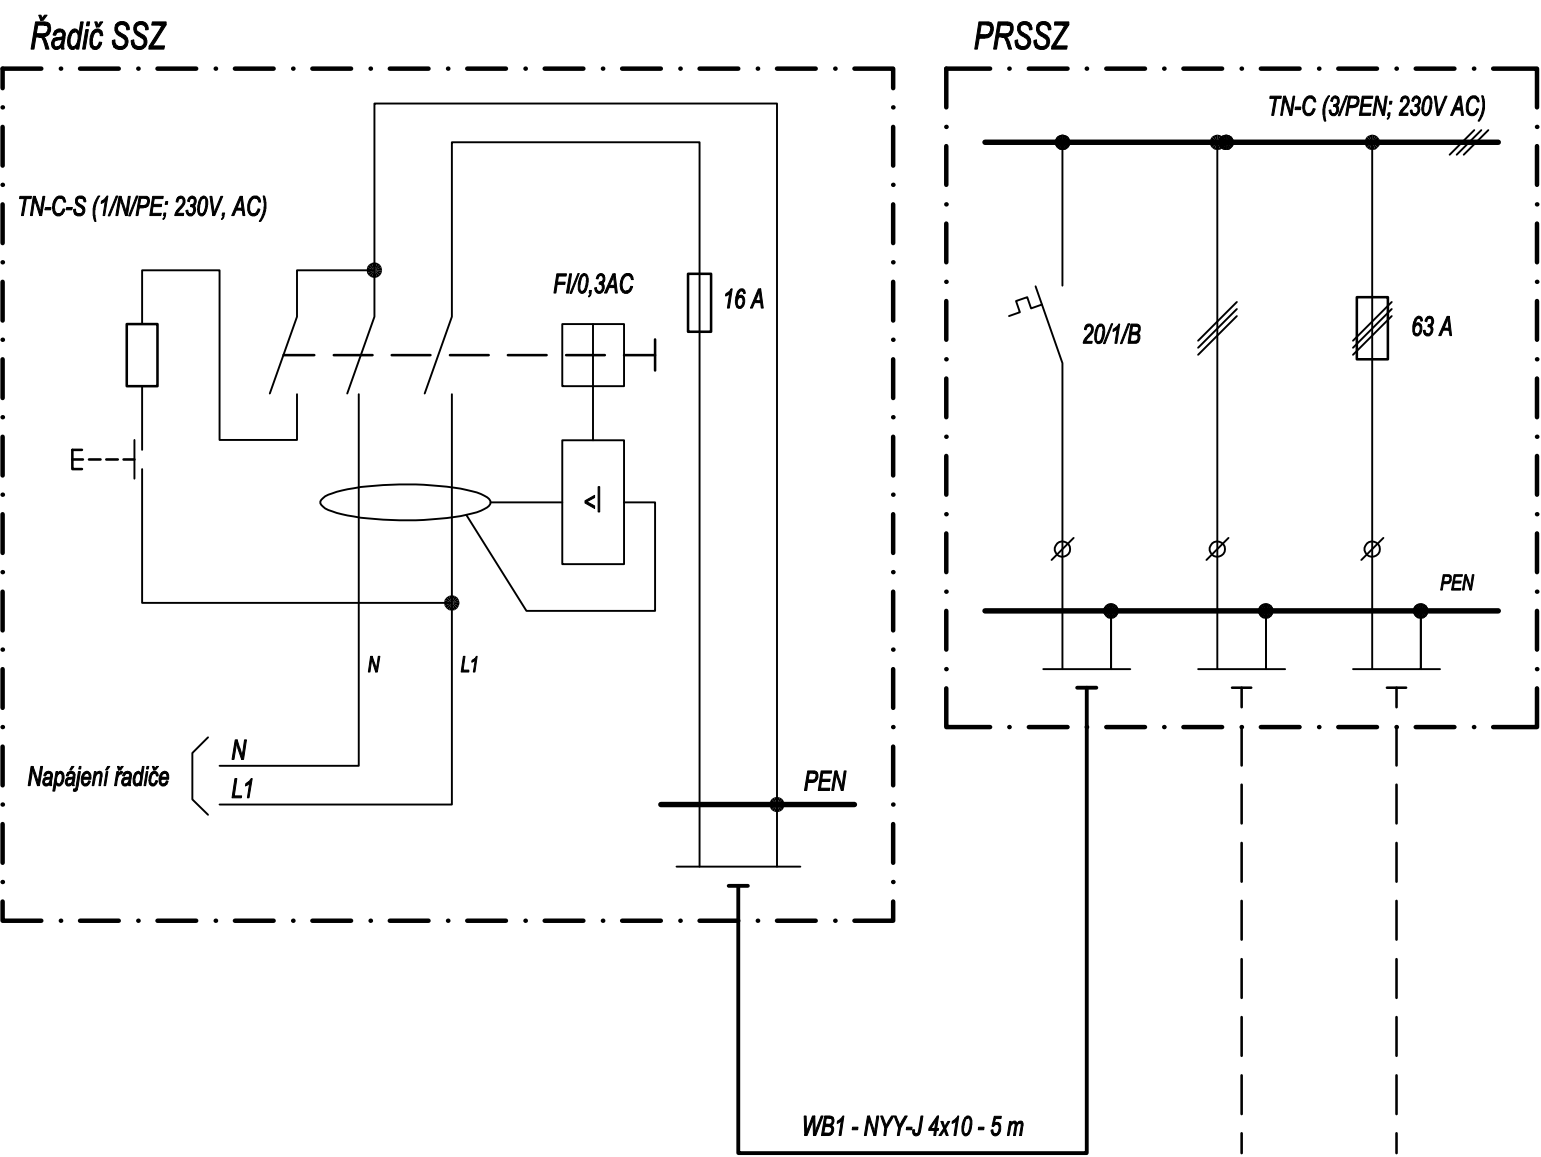 Řadič SSZ
PRSSZ
TN-C (3/PEN; 230V AC)
TN-C-S (1/N/PE; 230V, AC)
FI/0,3AC
16 A
20/1/B
63 A
E
<|
PEN
N
L1
N
Napájení řadiče
L1
PEN
WB1 - NYY-J 4x10 - 5 m